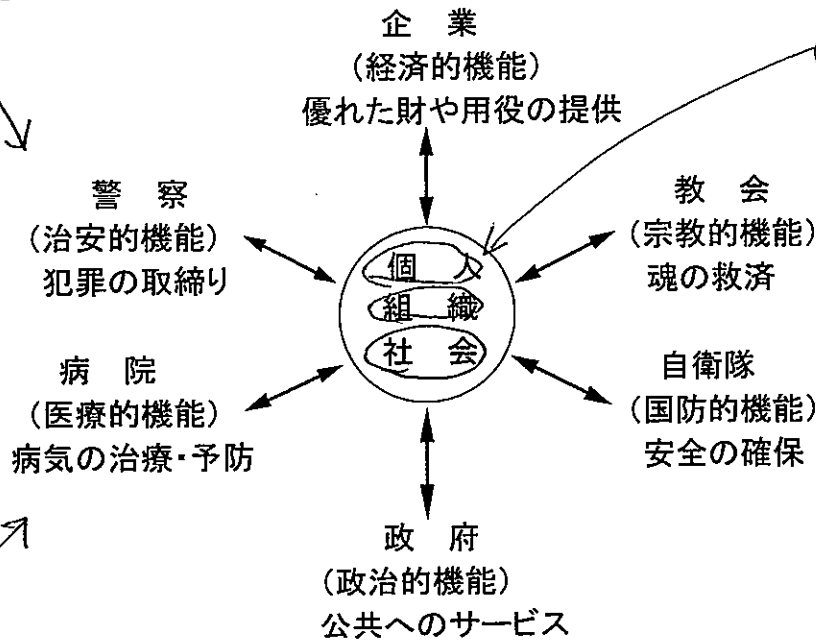 企 業
(経済的機能)
優れた財や用役の提供
警 察
(治安的機能)
犯罪の取締り
教 会
(宗教的機能)
魂の救済
個 人
組 織
社 会
病 院
(医療的機能)
病気の治療・予防
自衛隊
(国防的機能)
安全の確保
政 府
(政治的機能)
公共へのサービス